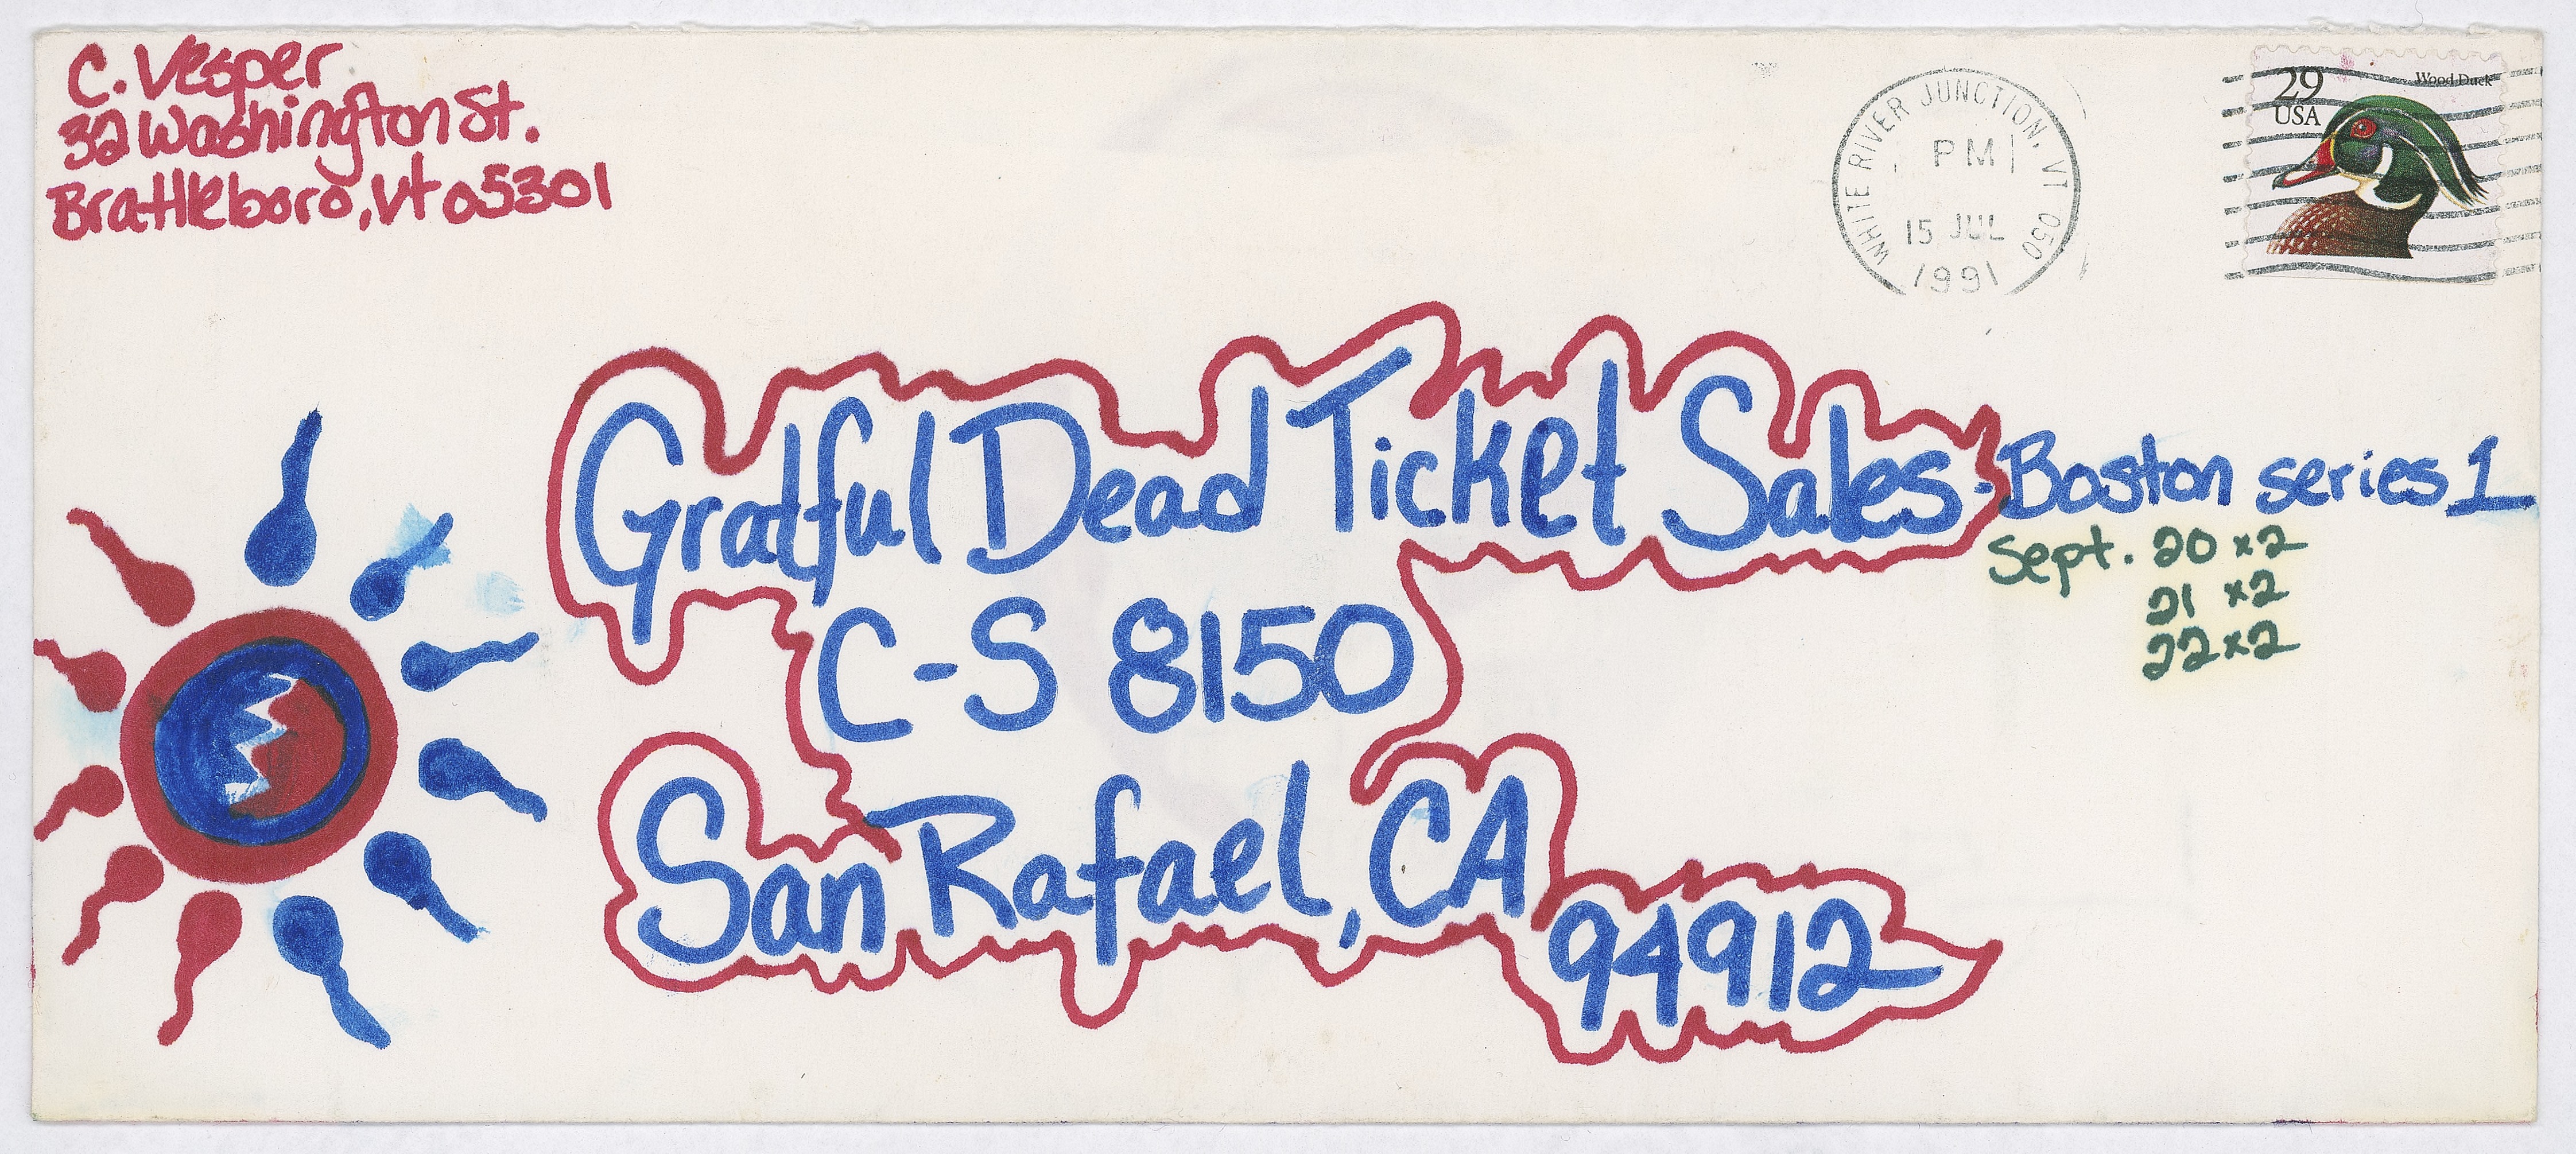 C. Vesper
32 Washington St.
Brattleboro, Vt 05301
WHITE RIVER JUNCTION, VT 050
PM
15 JUL
1991
29
USA
Wood Duck
Gratful Dead Ticket Sales - Boston series 1
Sept. 20 x2
21 x2
22 x2
C-S 8150
San Rafael, CA
94912